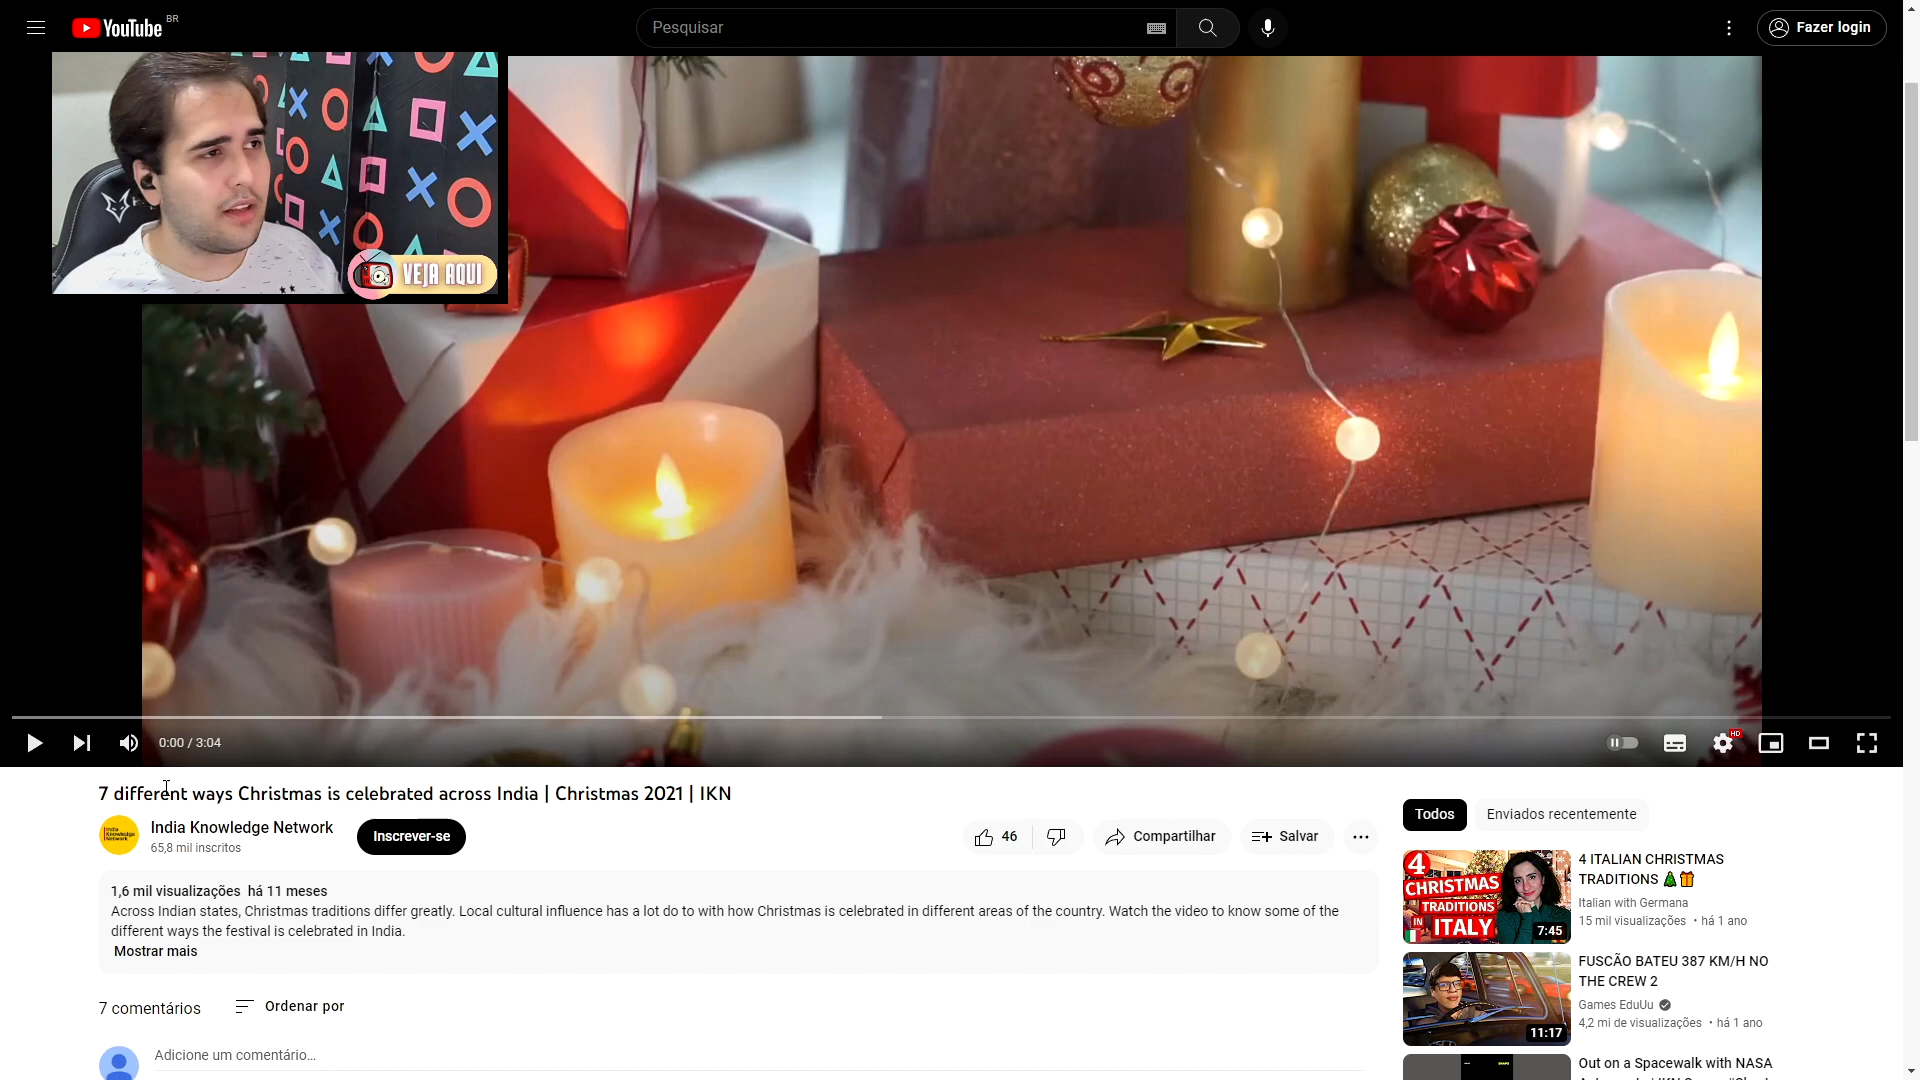 YouTube BR
Pesquisar
Fazer login
VEJA AQUI
0:00 / 3:04
HD
7 different ways Christmas is celebrated across India | Christmas 2021 | IKN
India Knowledge Network
India Knowledge Network
65,8 mil inscritos
Inscrever-se
46
Compartilhar
Salvar
1,6 mil visualizações há 11 meses
Across Indian states, Christmas traditions differ greatly. Local cultural influence has a lot do to with how Christmas is celebrated in different areas of the country. Watch the video to know some of the
different ways the festival is celebrated in India.
Mostrar mais
7 comentários
Ordenar por
Adicione um comentário...
Todos
Enviados recentemente
4
CHRISTMAS
TRADITIONS
IN
ITALY
7:45
4 ITALIAN CHRISTMAS
TRADITIONS 🎄🎁
Italian with Germana
15 mil visualizações • há 1 ano
11:17
FUSCÃO BATEU 387 KM/H NO
THE CREW 2
Games EduUu
4,2 mi de visualizações • há 1 ano
Out on a Spacewalk with NASA